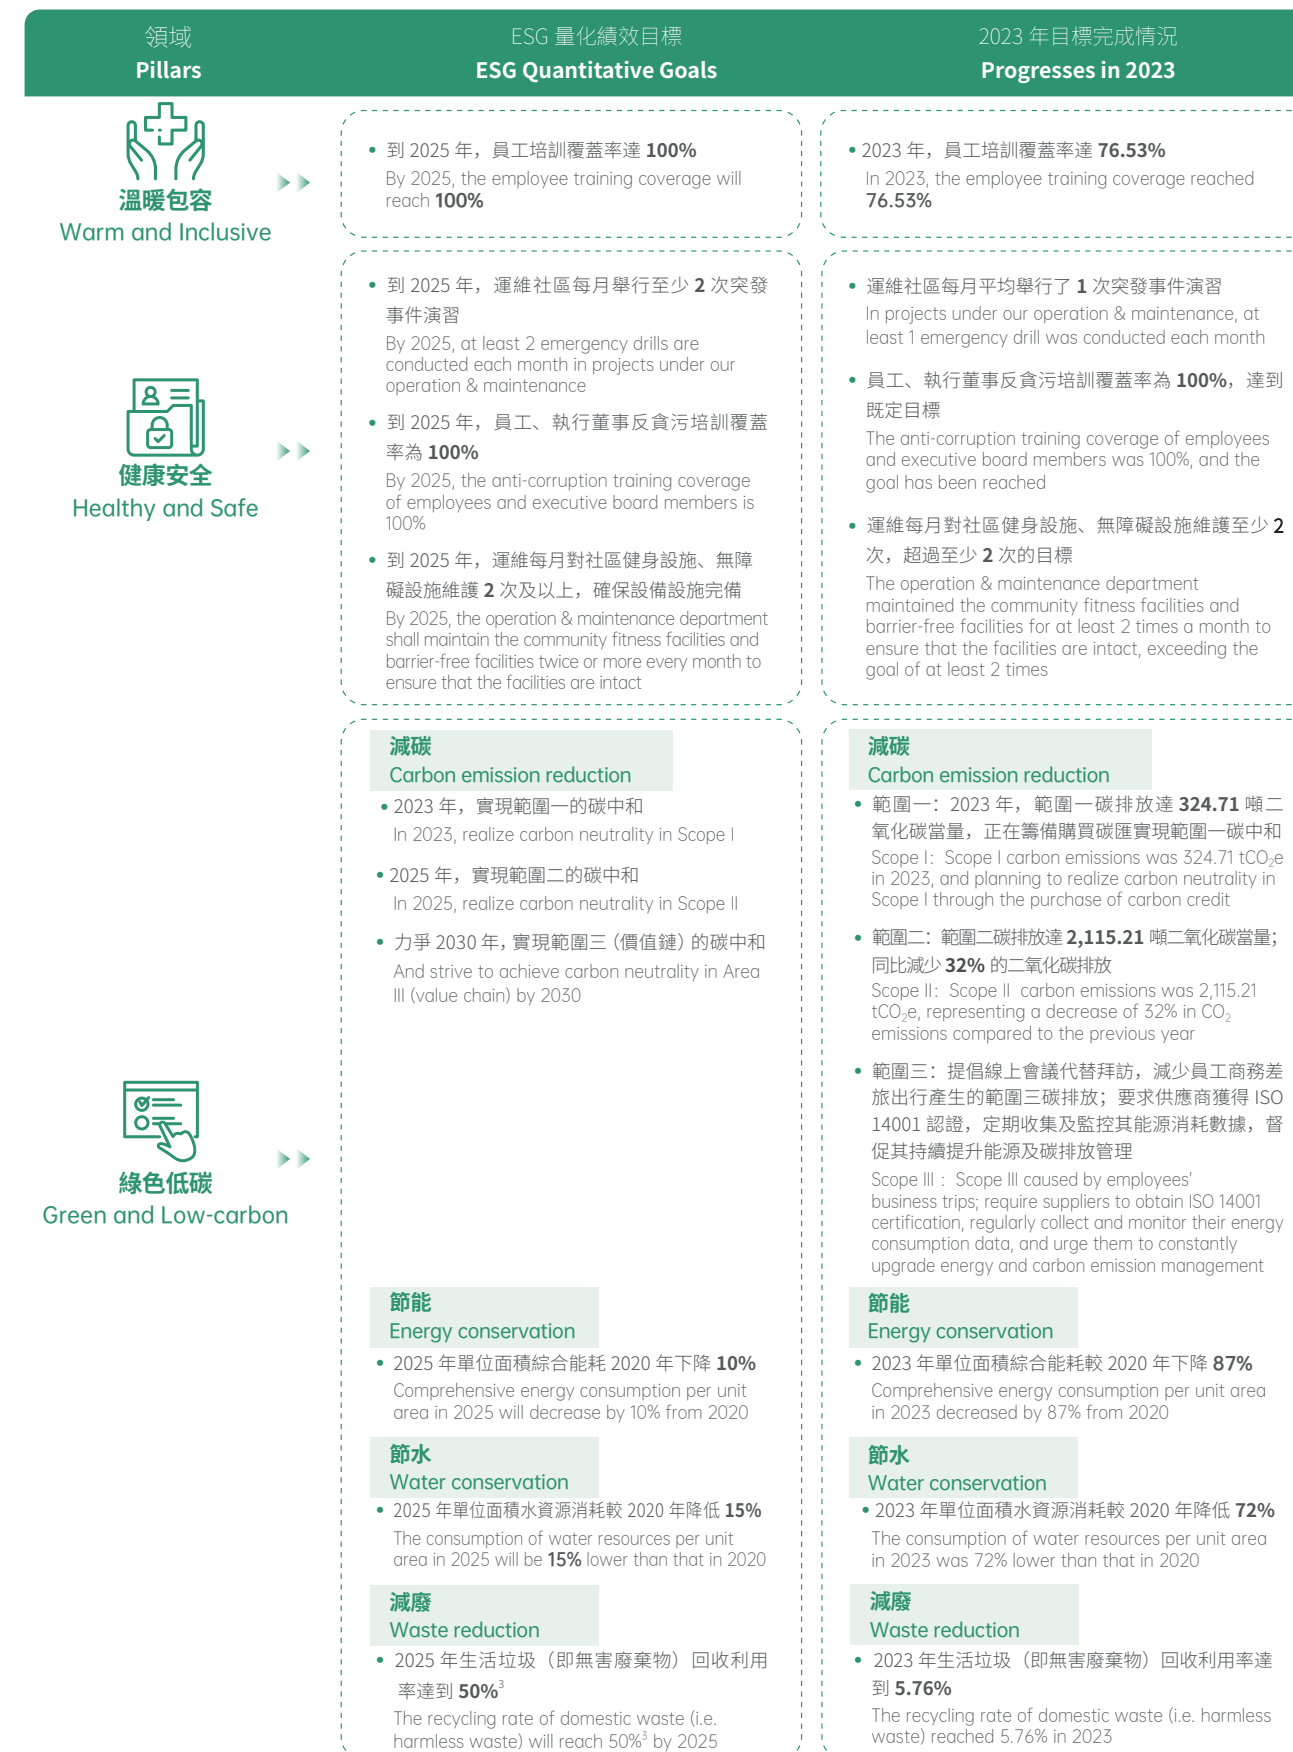 領域
Pillars
ESG 量化績效目標
ESG Quantitative Goals
2023 年目標完成情況
Progresses in 2023
溫暖包容
Warm and Inclusive
• 到 2025 年，員工培訓覆蓋率達 100%
By 2025, the employee training coverage will
reach 100%
• 2023 年，員工培訓覆蓋率達 76.53%
In 2023, the employee training coverage reached
76.53%
健康安全
Healthy and Safe
• 到 2025 年，運維社區每月舉行至少 2 次突發
事件演習
By 2025, at least 2 emergency drills are
conducted each month in projects under our
operation & maintenance
• 到 2025 年，員工、執行董事反貪污培訓覆蓋
率為 100%
By 2025, the anti-corruption training coverage
of employees and executive board members is
100%
• 到 2025 年，運維每月對社區健身設施、無障
礙設施維護 2 次及以上，確保設備設施完備
By 2025, the operation & maintenance department
shall maintain the community fitness facilities and
barrier-free facilities twice or more every month to
ensure that the facilities are intact
• 運維社區每月平均舉行了 1 次突發事件演習
In projects under our operation & maintenance, at
least 1 emergency drill was conducted each month
• 員工、執行董事反貪污培訓覆蓋率為 100%，達到
既定目標
The anti-corruption training coverage of employees
and executive board members was 100%, and the
goal has been reached
• 運維每月對社區健身設施、無障礙設施維護至少 2
次，超過至少 2 次的目標
The operation & maintenance department
maintained the community fitness facilities and
barrier-free facilities for at least 2 times a month to
ensure that the facilities are intact, exceeding the
goal of at least 2 times
綠色低碳
Green and Low-carbon
減碳
Carbon emission reduction
• 2023 年，實現範圍一的碳中和
In 2023, realize carbon neutrality in Scope I
• 2025 年，實現範圍二的碳中和
In 2025, realize carbon neutrality in Scope II
• 力爭 2030 年，實現範圍三（價值鏈）的碳中和
And strive to achieve carbon neutrality in Area
III (value chain) by 2030
減碳
Carbon emission reduction
• 範圍一：2023 年，範圍一碳排放達 324.71 噸二
氧化碳當量，正在籌備購買碳匯實現範圍一碳中和
Scope I：Scope I carbon emissions was 324.71 tCO₂e
in 2023, and planning to realize carbon neutrality in
Scope I through the purchase of carbon credit
• 範圍二：範圍二碳排放達 2,115.21 噸二氧化碳當量；
同比減少 32% 的二氧化碳排放
Scope II：Scope II carbon emissions was 2,115.21
tCO₂e, representing a decrease of 32% in CO₂
emissions compared to the previous year
• 範圍三：提倡線上會議代替拜訪，減少員工商務差
旅出行產生的範圍三碳排放；要求供應商獲得 ISO
14001 認證，定期收集及監控其能源消耗數據，督
促其持續提升能源及碳排放管理
Scope III：Scope III caused by employees'
business trips; require suppliers to obtain ISO 14001
certification, regularly collect and monitor their energy
consumption data, and urge them to constantly
upgrade energy and carbon emission management
節能
Energy conservation
• 2025 年單位面積綜合能耗 2020 年下降 10%
Comprehensive energy consumption per unit
area in 2025 will decrease by 10% from 2020
節能
Energy conservation
• 2023 年單位面積綜合能耗較 2020 年下降 87%
Comprehensive energy consumption per unit area
in 2023 decreased by 87% from 2020
節水
Water conservation
• 2025 年單位面積水資源消耗較 2020 年降低 15%
The consumption of water resources per unit
area in 2025 will be 15% lower than that in 2020
節水
Water conservation
• 2023 年單位面積水資源消耗較 2020 年降低 72%
The consumption of water resources per unit area
in 2023 was 72% lower than that in 2020
減廢
Waste reduction
• 2025 年生活垃圾（即無害廢棄物）回收利用
率達到 50%³
The recycling rate of domestic waste (i.e.
harmless waste) will reach 50%³ by 2025
減廢
Waste reduction
• 2023 年生活垃圾（即無害廢棄物）回收利用率達
到 5.76%
The recycling rate of domestic waste (i.e. harmless
waste) reached 5.76% in 2023